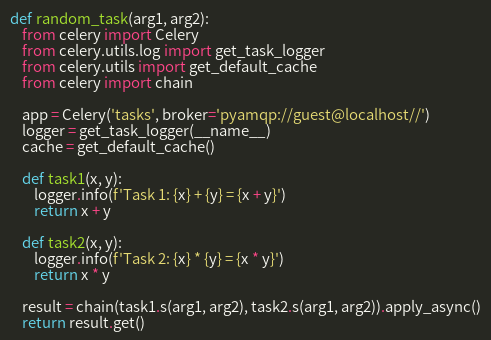 def random_task(arg1, arg2):
from celery import Celery
from celery.utils.log import get_task_logger
from celery.utils import get_default_cache
from celery import chain
app = Celery('tasks', broker='pyamqp://guest@localhost//')
logger = get_task_logger(__name__)
cache = get_default_cache()
def task1(x, y):
logger.info(f'Task 1: {x} + {y} = {x + y}')
return x + y
def task2(x, y):
logger.info(f'Task 2: {x} * {y} = {x * y}')
return x * y
result = chain(task1.s(arg1, arg2), task2.s(arg1, arg2)).apply_async()
return result.get()